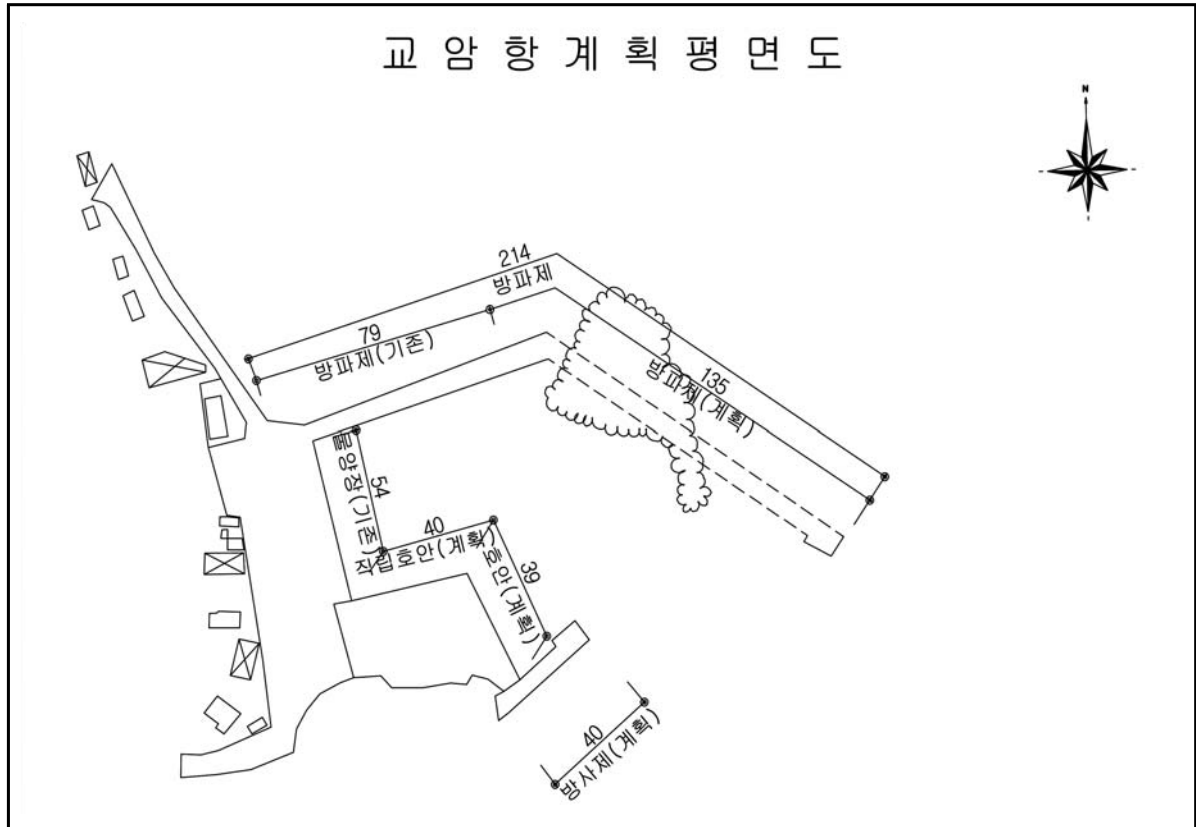 교암항계획평면도
N
214
방파제
79
방파제(기존)
135
방파제(계획)
물양장(기존)
54
40
직립호안(계획)
39
호안(계획)
40
방사제(계획)